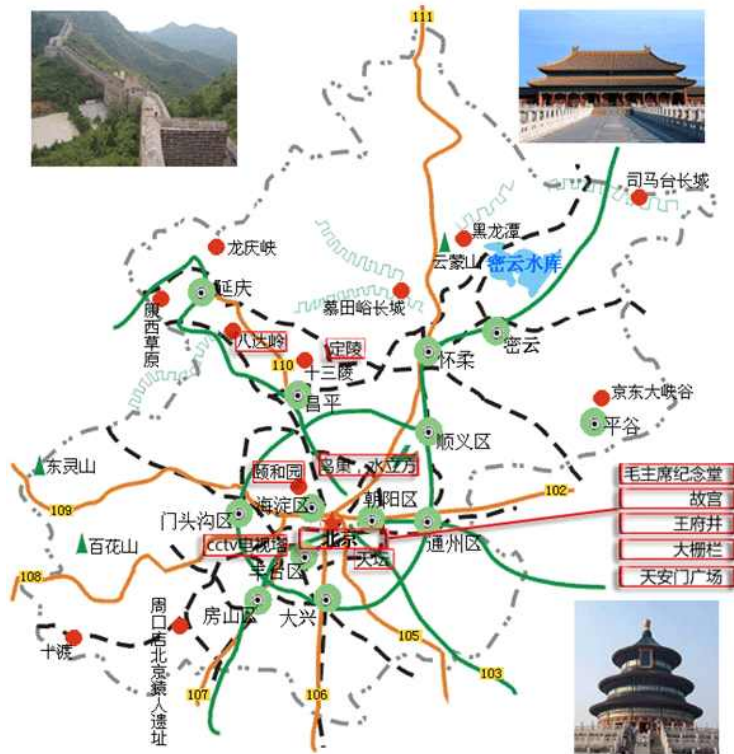 111
司马台长城
黑龙潭
龙庆峡
云蒙山
密云水库
延庆
慕田峪长城
康西草原
八达岭
定陵
密云
怀柔
110
十三陵
京东大峡谷
昌平
平谷
顺义区
东灵山
颐和园
鸟巢，水立方
毛主席纪念堂
102
海淀区
朝阳区
故宫
109
门头沟区
北京
通州区
王府井
百花山
cctv电视塔
天坛
大栅栏
丰台区
108
天安门广场
房山区
大兴
周口店北京猿人遗址
十渡
105
103
107
106